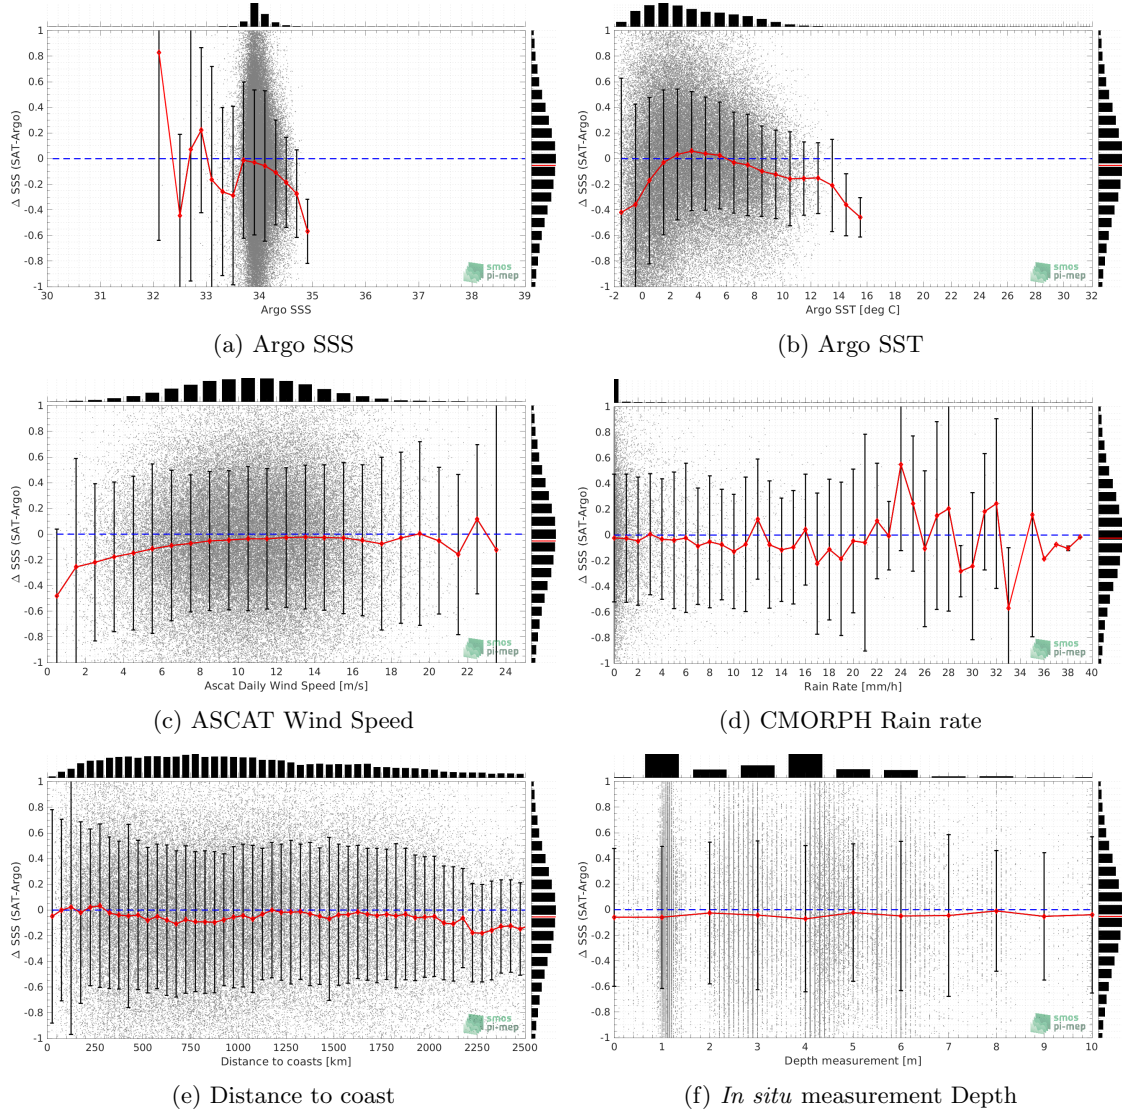 Δ SSS (SAT-Argo)
1
0.8
0.6
0.4
0.2
0
-0.2
-0.4
-0.6
-0.8
-1
30 31 32 33 34 35 36 37 38 39
Argo SSS
smos
pi-mep
(a) Argo SSS
Δ SSS (SAT-Argo)
1
0.8
0.6
0.4
0.2
0
-0.2
-0.4
-0.6
-0.8
-1
-2 0 2 4 6 8 10 12 14 16 18 20 22 24 26 28 30 32
Argo SST [deg C]
smos
pi-mep
(b) Argo SST
Δ SSS (SAT-Argo)
1
0.8
0.6
0.4
0.2
0
-0.2
-0.4
-0.6
-0.8
-1
0 2 4 6 8 10 12 14 16 18 20 22 24
Ascat Daily Wind Speed [m/s]
smos
pi-mep
(c) ASCAT Wind Speed
Δ SSS (SAT-Argo)
1
0.8
0.6
0.4
0.2
0
-0.2
-0.4
-0.6
-0.8
-1
0 2 4 6 8 10 12 14 16 18 20 22 24 26 28 30 32 34 36 38 40
Rain Rate [mm/h]
smos
pi-mep
(d) CMORPH Rain rate
Δ SSS (SAT-Argo)
1
0.8
0.6
0.4
0.2
0
-0.2
-0.4
-0.6
-0.8
-1
0 250 500 750 1000 1250 1500 1750 2000 2250 2500
Distance to coasts [km]
smos
pi-mep
(e) Distance to coast
Δ SSS (SAT-Argo)
1
0.8
0.6
0.4
0.2
0
-0.2
-0.4
-0.6
-0.8
-1
0 1 2 3 4 5 6 7 8 9 10
Depth measurement [m]
smos
pi-mep
(f) In situ measurement Depth